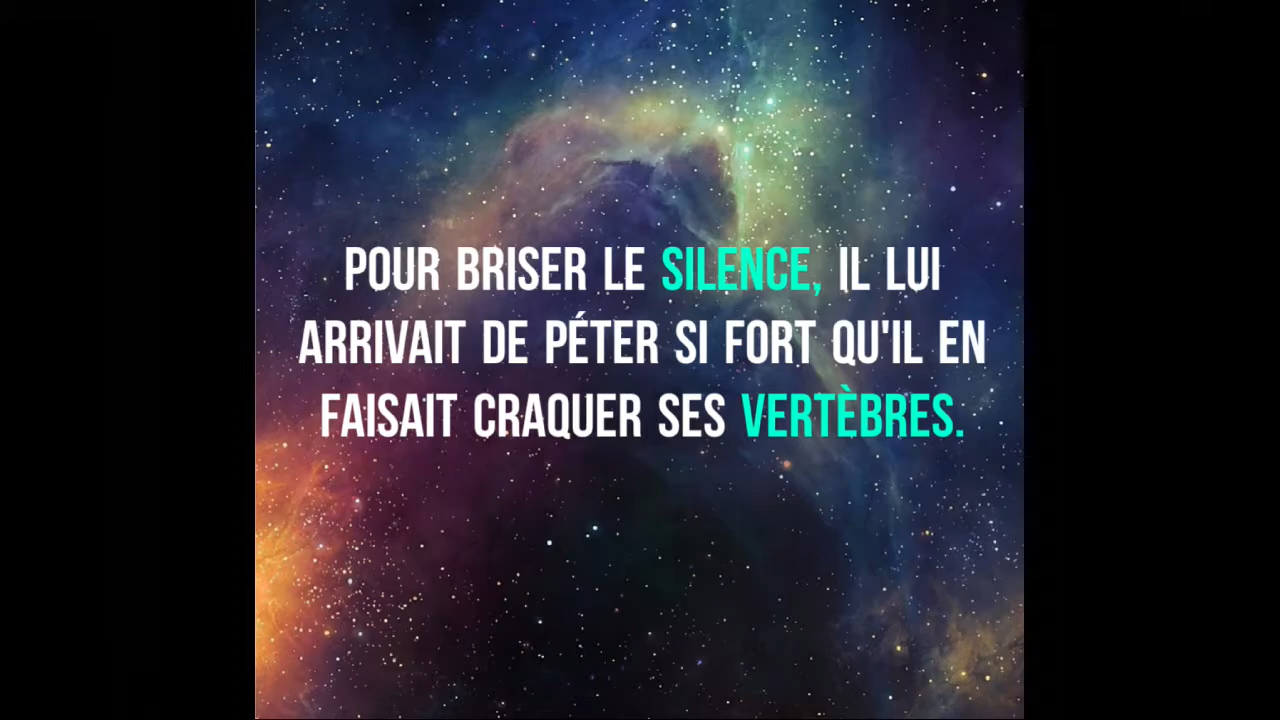 POUR BRISER LE SILENCE, IL LUI
ARRIVAIT DE PÉTER SI FORT QU'IL EN
FAISAIT CRAQUER SES VERTÈBRES.